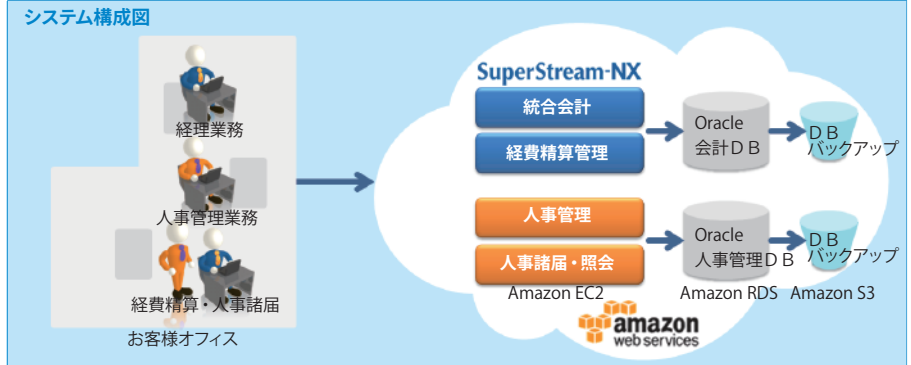 システム構成図
経理業務
人事管理業務
経費精算・人事諸届
お客様オフィス
SuperStream-NX
統合会計
経費精算管理
Oracle
会計ＤＢ
ＤＢ
バックアップ
人事管理
人事諸届・照会
Oracle
人事管理ＤＢ
ＤＢ
バックアップ
Amazon EC2
Amazon RDS
Amazon S3
amazon
web services